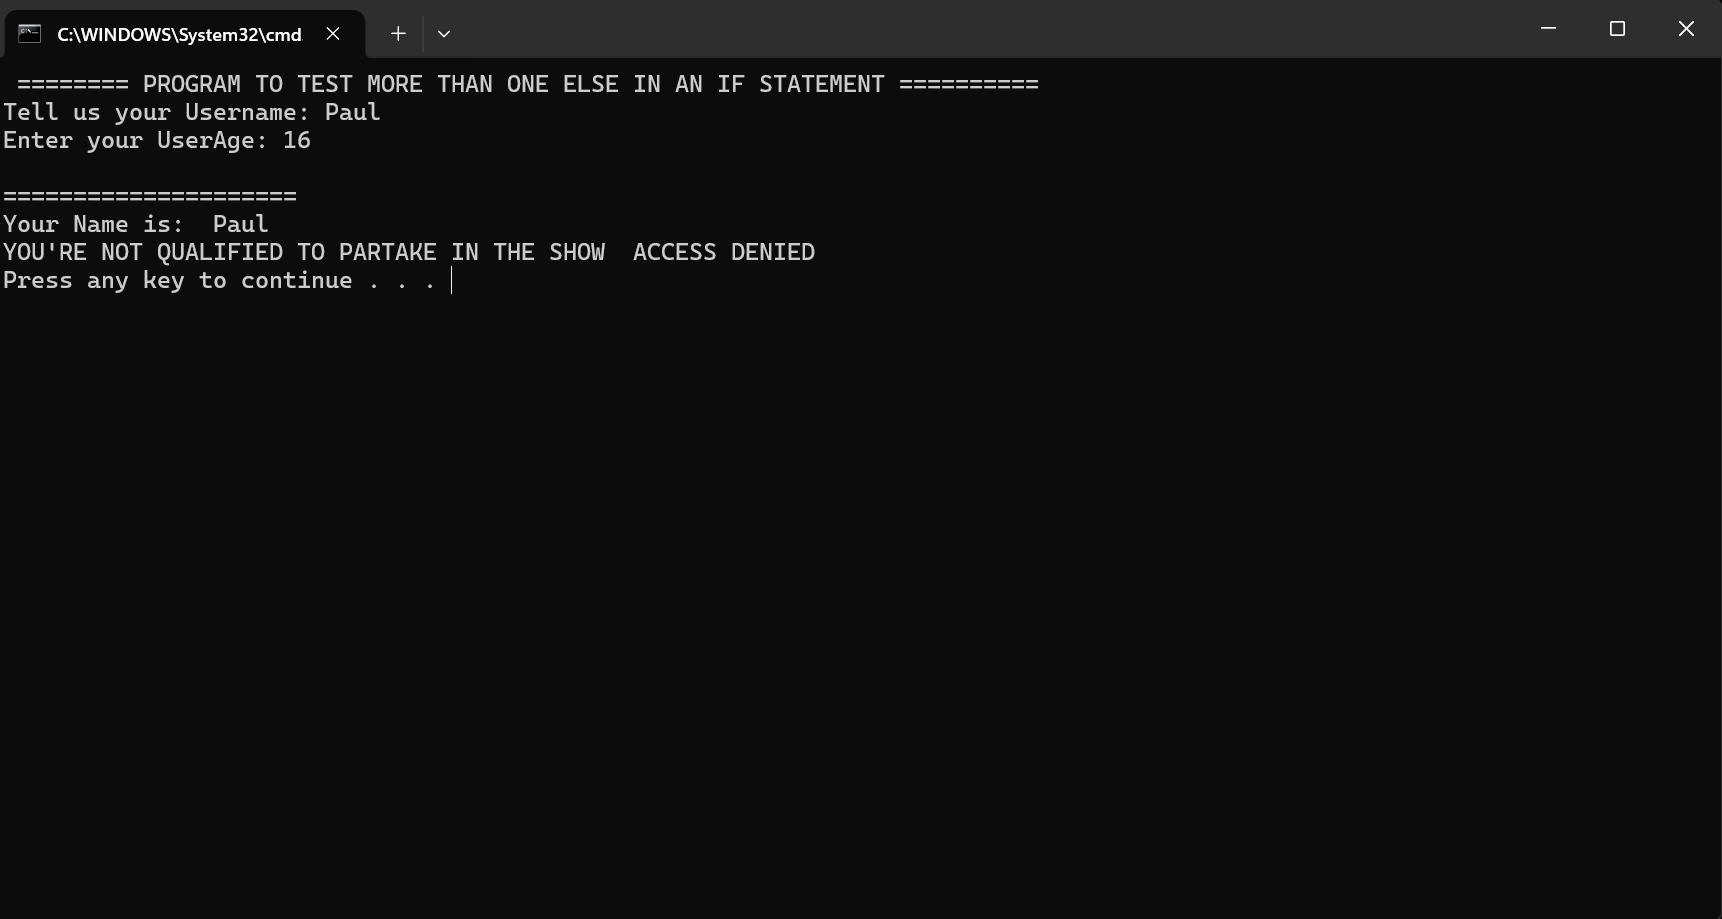 C:\WINDOWS\System32\cmd.
 ======== PROGRAM TO TEST MORE THAN ONE ELSE IN AN IF STATEMENT ==========
Tell us your Username: Paul
Enter your UserAge: 16
=====================
Your Name is:  Paul
YOU'RE NOT QUALIFIED TO PARTAKE IN THE SHOW  ACCESS DENIED
Press any key to continue . . .